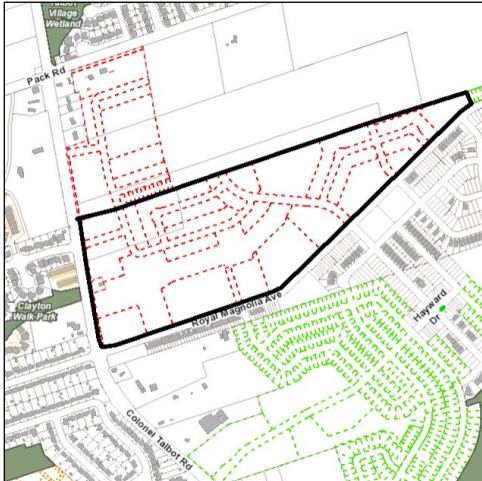 Talbot
Village
Wetland
Pack Rd
Clayton
Walk Park
Royal Magnolia Ave
Hayward
Dr
Colonel Talbot Rd